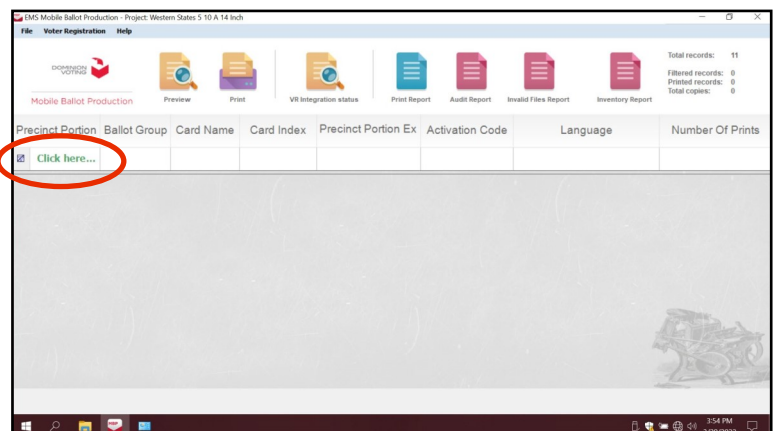 EMS Mobile Ballot Production - Project: Western States 5 10 A 14 Inch
File Voter Registration Help
DOMINION
VOTING
Mobile Ballot Production
Preview
Print
VR Integration status
Print Report
Audit Report
Invalid Files Report
Inventory Report
Total records: 11
Filtered records: 0
Printed records: 0
Total copies: 0
Precinct Portion Ballot Group Card Name Card Index Precinct Portion Ex Activation Code Language Number Of Prints
Click here...
3:54 PM